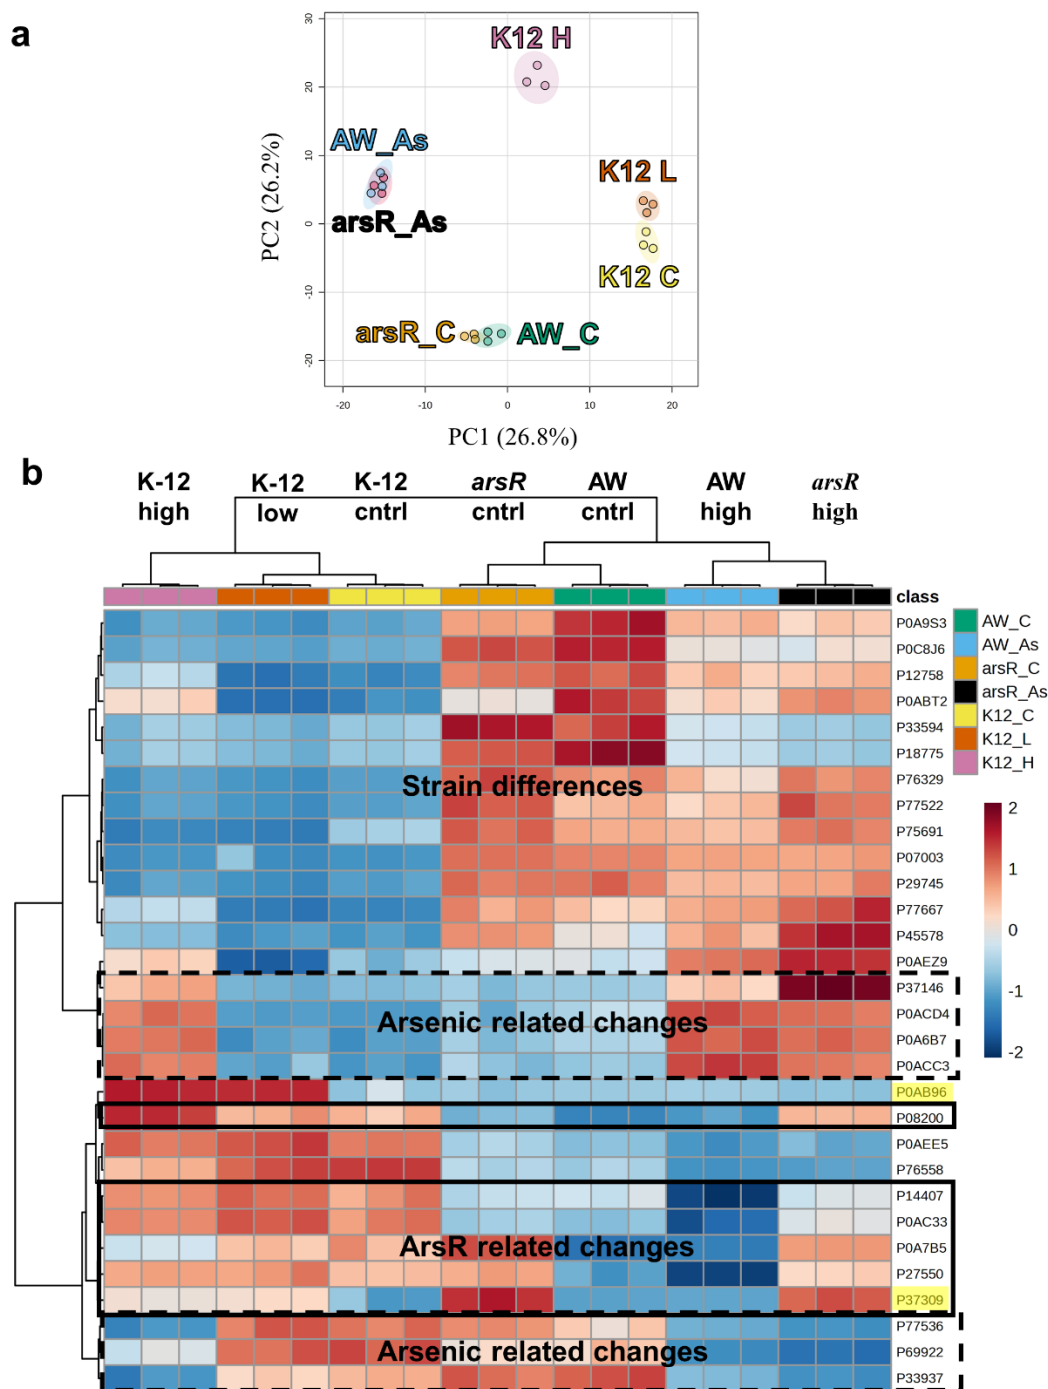 a
K12 H
AW_As
arsR_As
K12 L
K12 C
arsR_C
AW_C
30
20
10
0
-10
-20
PC2 (26.2%)
-20
-10
0
10
20
PC1 (26.8%)
b
K-12 high
K-12 low
K-12 cntrl
arsR cntrl
AW cntrl
AW high
arsR high
class
AW_C
AW_As
arsR_C
arsR_As
K12_C
K12_L
K12_H
2
1
0
-1
-2
P0A9S3
P0C8J6
P12758
P0ABT2
P33594
P18775
Strain differences
P76329
P77522
P75691
P07003
P29745
P77667
P45578
P0AEZ9
P37146
Arsenic related changes
P0ACD4
P0A6B7
P0ACC3
P0AB96
P08200
P0AEE5
P76558
P14407
P0AC33
ArsR related changes
P0A7B5
P27550
P37309
P77536
Arsenic related changes
P69922
P33937